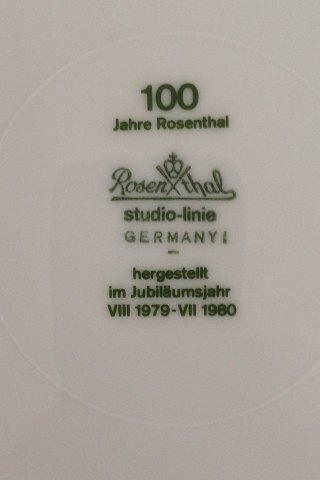 100
Jahre Rosenthal
Rosenthal
studio-linie
GERMANY
hergestellt
im Jubiläumsjahr
VIII 1979-VII 1980